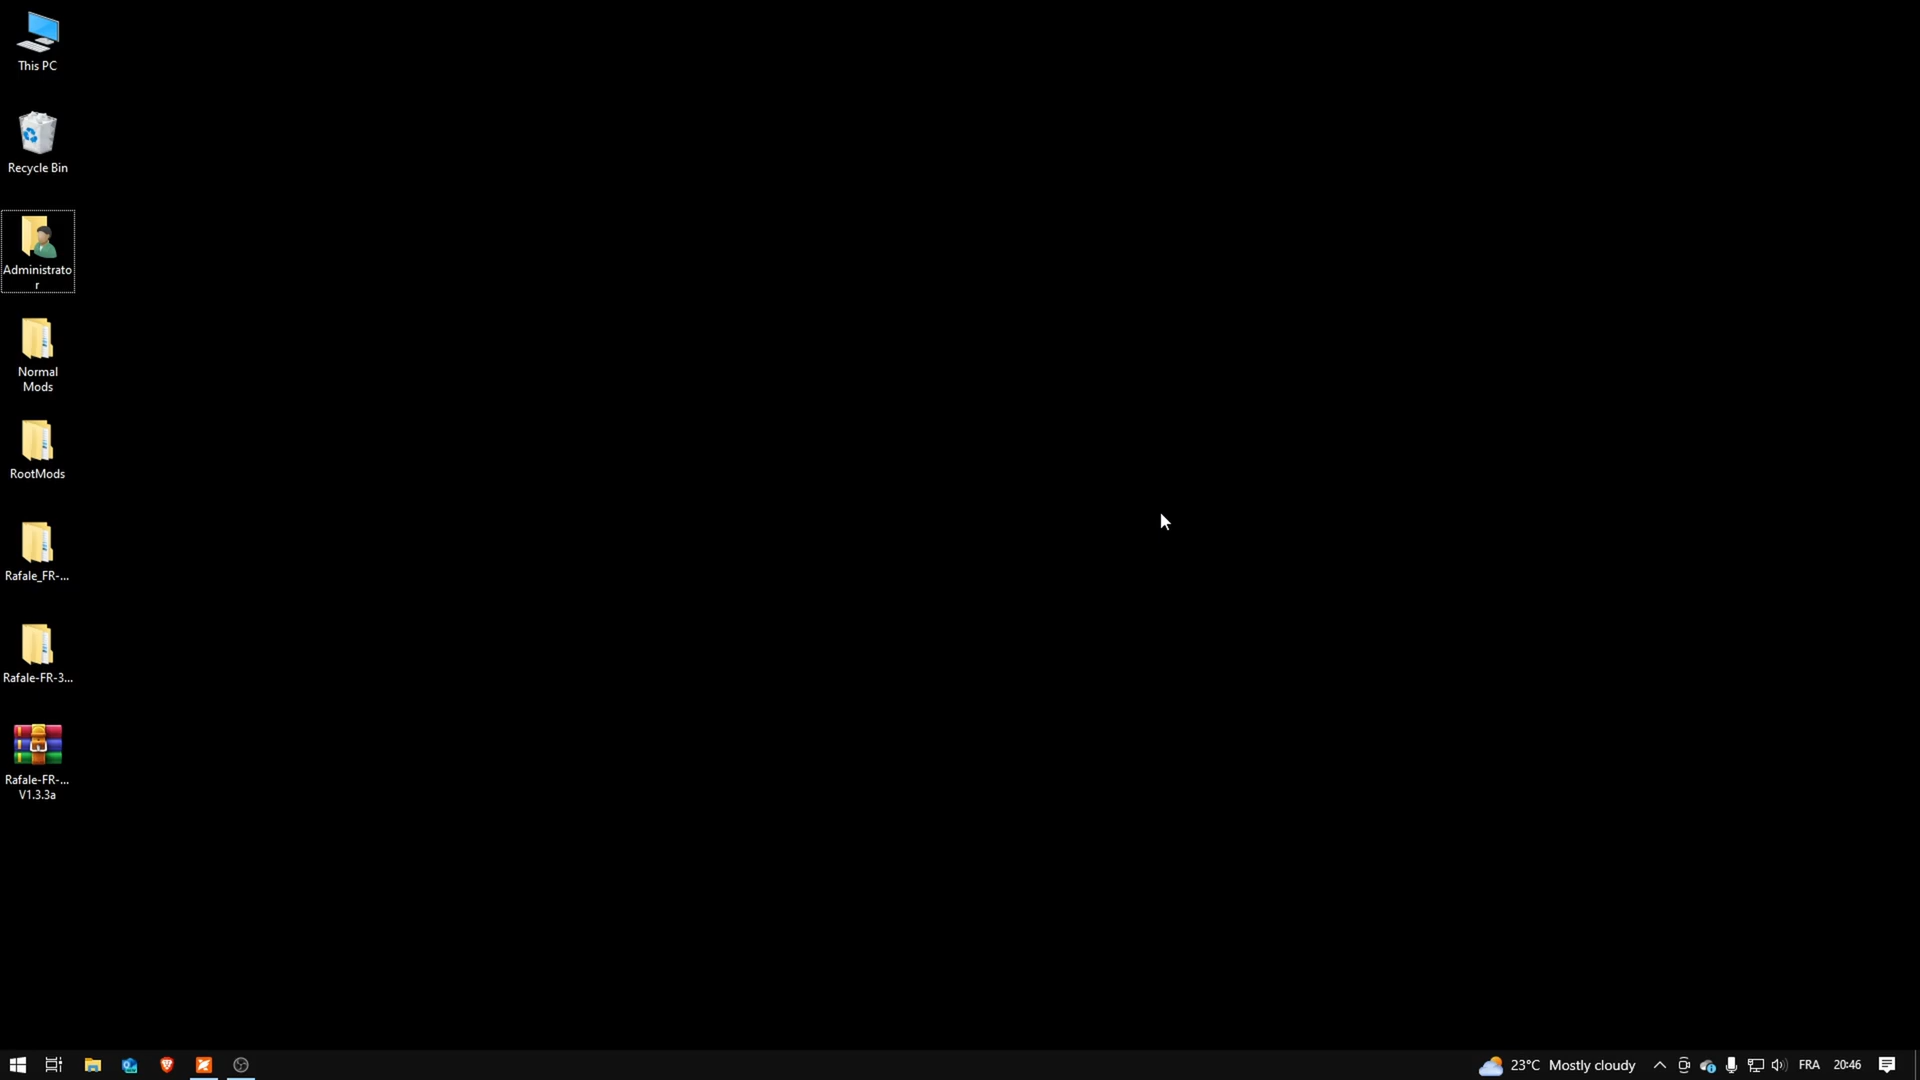 This PC
Recycle Bin
Administrato
r
Normal
Mods
RootMods
Rafale_FR-...
Rafale-FR-3...
Rafale-FR-...
V1.3.3a
23°C Mostly cloudy
FRA
20:46